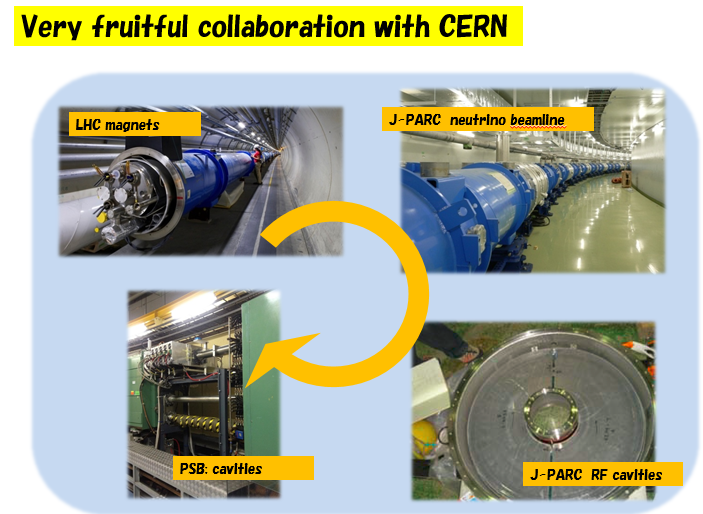 Very fruitful collaboration with CERN
LHC magnets
J-PARC neutrino beamline
PSB: cavities
J-PARC RF cavities